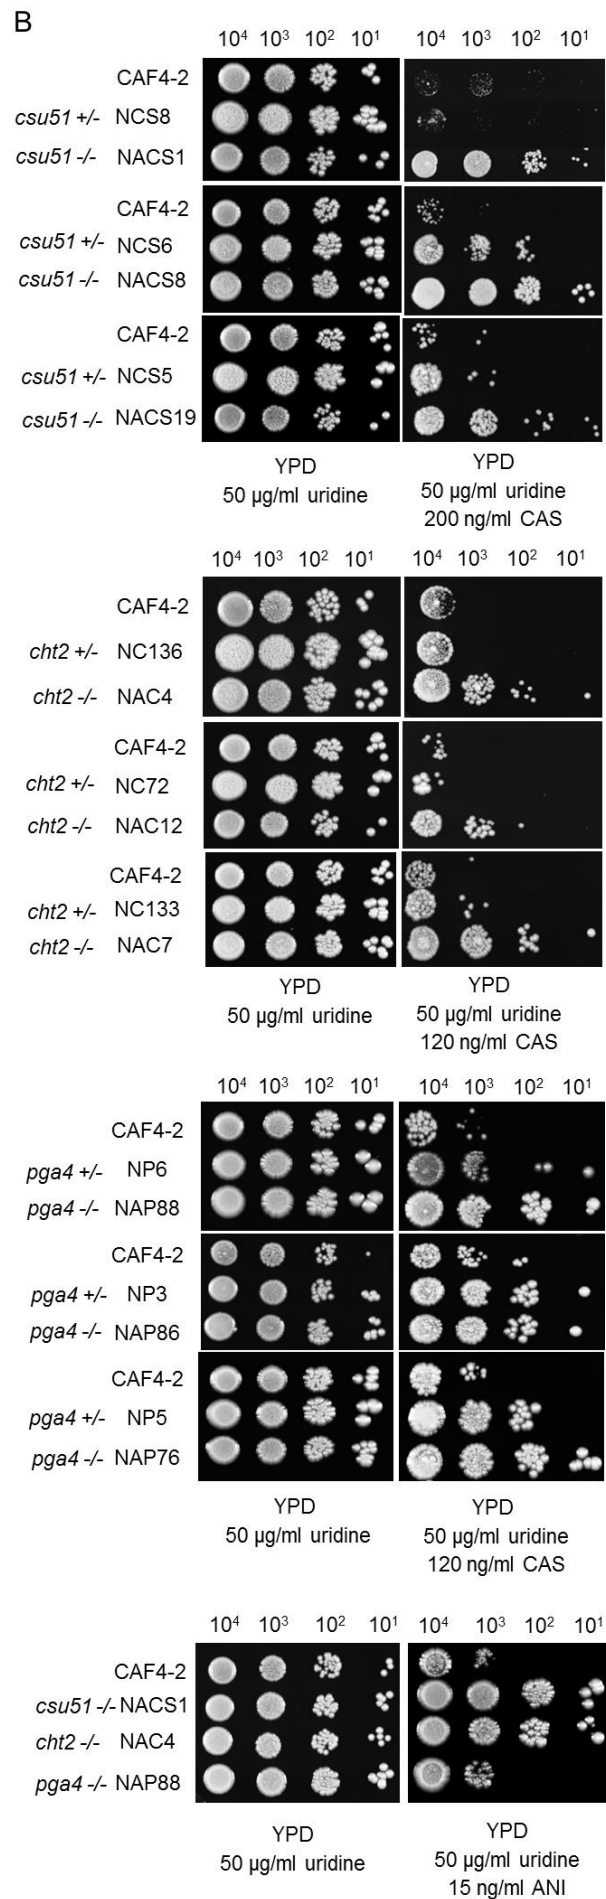 B
10⁴ 10³ 10² 10¹ 10⁴ 10³ 10² 10¹
CAF4-2
csu51 +/- NCS8
csu51 -/- NACS1
CAF4-2
csu51 +/- NCS6
csu51 -/- NACS8
CAF4-2
csu51 +/- NCS5
csu51 -/- NACS19
YPD YPD
50 µg/ml uridine 50 µg/ml uridine
200 ng/ml CAS
10⁴ 10³ 10² 10¹ 10⁴ 10³ 10² 10¹
CAF4-2
cht2 +/- NC136
cht2 -/- NAC4
CAF4-2
cht2 +/- NC72
cht2 -/- NAC12
CAF4-2
cht2 +/- NC133
cht2 -/- NAC7
YPD YPD
50 µg/ml uridine 50 µg/ml uridine
120 ng/ml CAS
10⁴ 10³ 10² 10¹ 10⁴ 10³ 10² 10¹
CAF4-2
pga4 +/- NP6
pga4 -/- NAP88
CAF4-2
pga4 +/- NP3
pga4 -/- NAP86
CAF4-2
pga4 +/- NP5
pga4 -/- NAP76
YPD YPD
50 µg/ml uridine 50 µg/ml uridine
120 ng/ml CAS
10⁴ 10³ 10² 10¹ 10⁴ 10³ 10² 10¹
CAF4-2
csu51 -/- NACS1
cht2 -/- NAC4
pga4 -/- NAP88
YPD YPD
50 µg/ml uridine 50 µg/ml uridine
15 ng/ml ANI